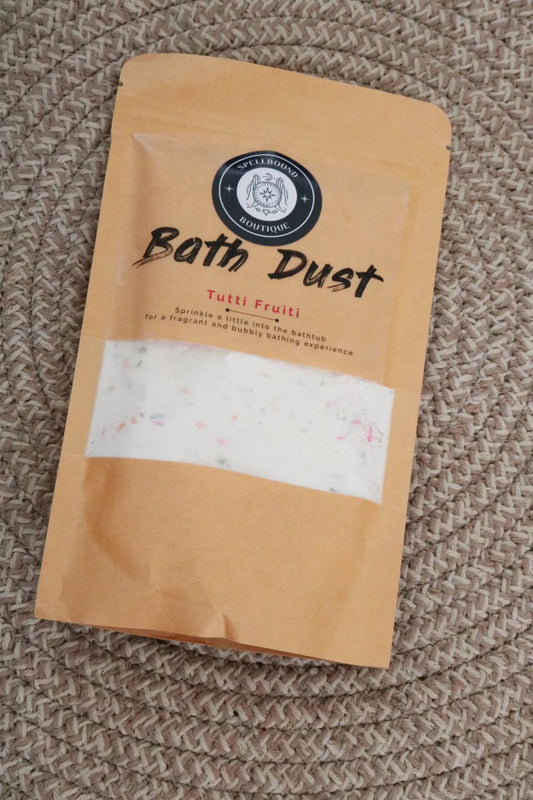 SPELLBOUND
BOUTIQUE
Bath Dust
Tutti Fruiti
Sprinkle a little into the bathtub
for a fragrant and bubbly bathing experience